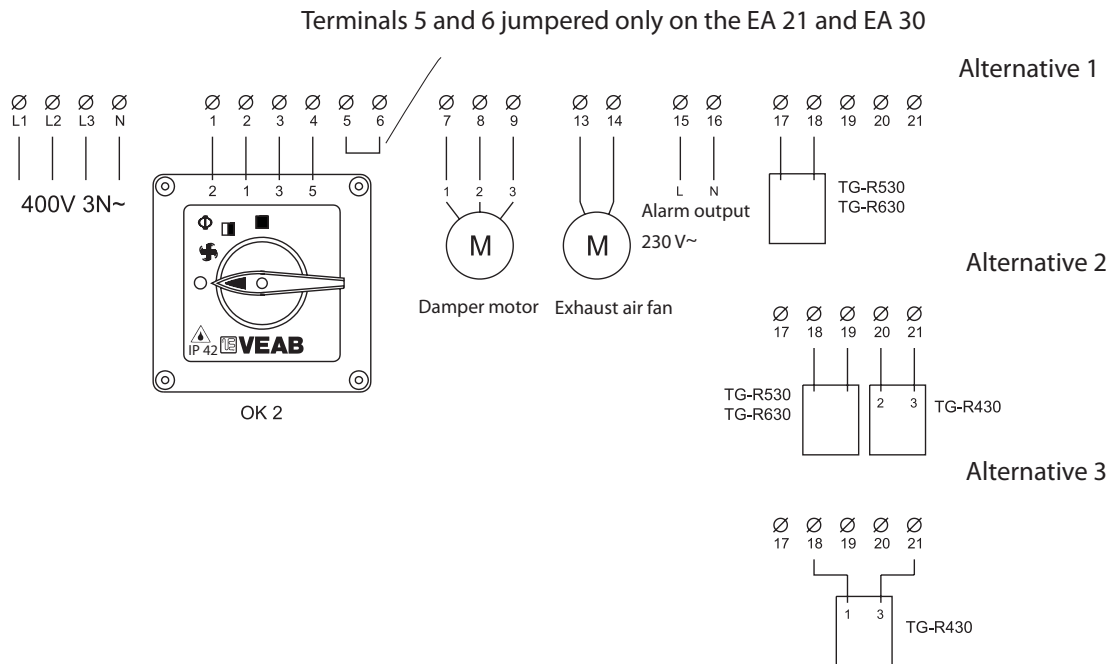 Terminals 5 and 6 jumpered only on the EA 21 and EA 30
Alternative 1
L1 L2 L3 N 1 2 3 4 5 6 7 8 9 13 14 15 16 17 18 19 20 21
400V 3N~
2 1 3 5
1 2 3
M
M
L N
Alarm output
230 V~
TG-R530
TG-R630
Damper motor
Exhaust air fan
IP 42 VEAB
OK 2
Alternative 2
17 18 19 20 21
TG-R530
TG-R630
2 3
TG-R430
Alternative 3
17 18 19 20 21
1 3
TG-R430